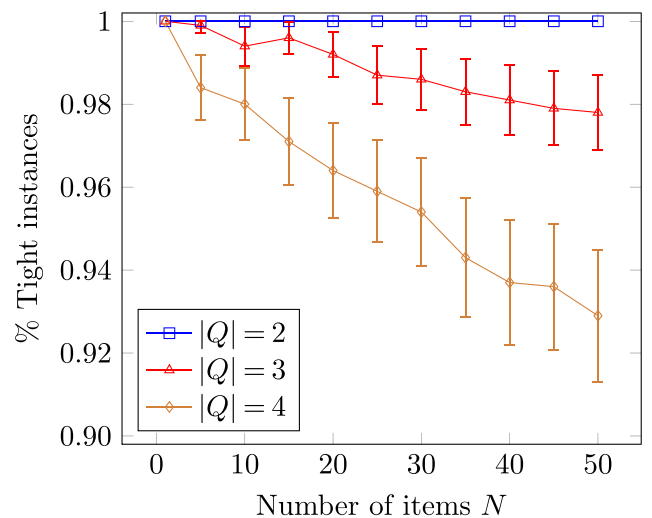 % Tight instances
1
0.98
0.96
0.94
0.92
0.90
|Q| = 2
|Q| = 3
|Q| = 4
0 10 20 30 40 50
Number of items N